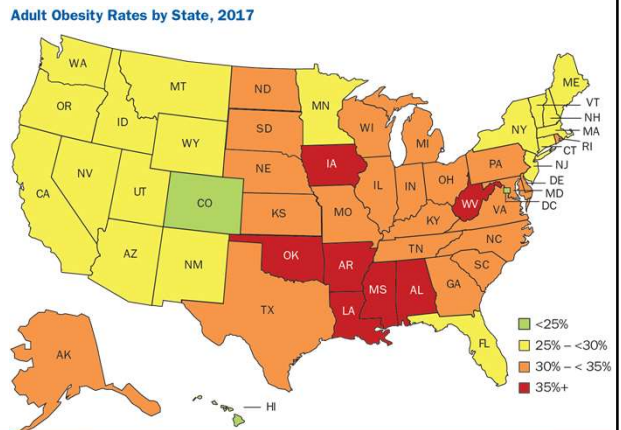 Adult Obesity Rates by State, 2017
WA
MT
ND
MN
ME
VT
NH
MA
RI
CT
NJ
DE
MD
DC
OR
ID
WY
SD
WI
MI
NY
NV
UT
CO
NE
IA
IL
IN
OH
PA
CA
KS
MO
KY
WV
VA
AZ
NM
OK
AR
TN
NC
SC
TX
LA
MS
AL
GA
FL
AK
HI
<25%
25% – <30%
30% – < 35%
35%+